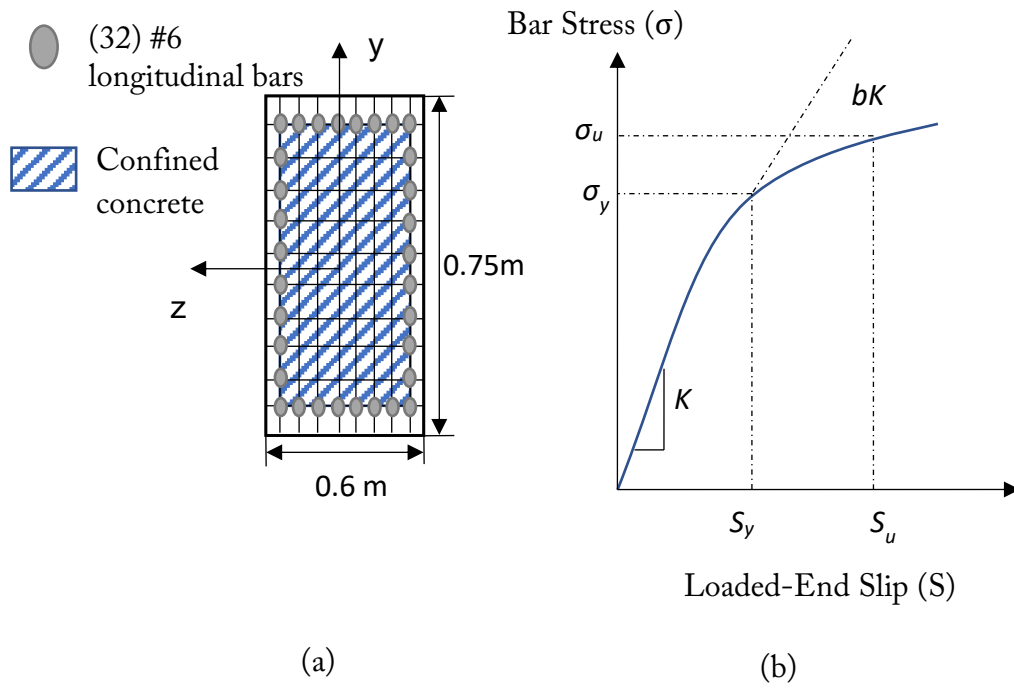 (32) #6
longitudinal bars
Confined
concrete
y
z
0.75m
0.6 m
(a)
Bar Stress (σ)
bK
σu
σy
K
Sy
Su
Loaded-End Slip (S)
(b)